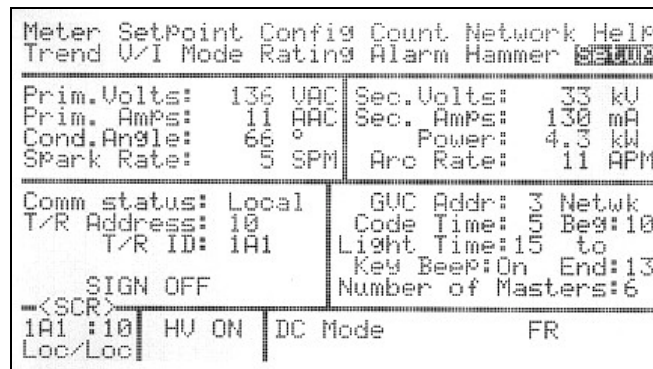 Meter SetPoint Config Count Network Help
Trend V/I Mode Rating Alarm Hammer SETUP
Prim.Volts: 136 VAC
Prim. Amps: 11 AAC
Cond.Angle: 66 °
Spark Rate: 5 SPM
Sec.Volts: 33 kV
Sec. Amps: 130 mA
Power: 4.3 kW
Arc Rate: 11 APM
Comm status: Local
T/R Address: 10
T/R ID: 1A1
SIGN OFF
GVC Addr: 3 Netwk
Code Time: 5 Beg:10
Light Time:15 to
Key Beep:On End:13
Number of Masters:6
<SCR>
1A1 :10
Loc/Loc
HV ON
DC Mode FR